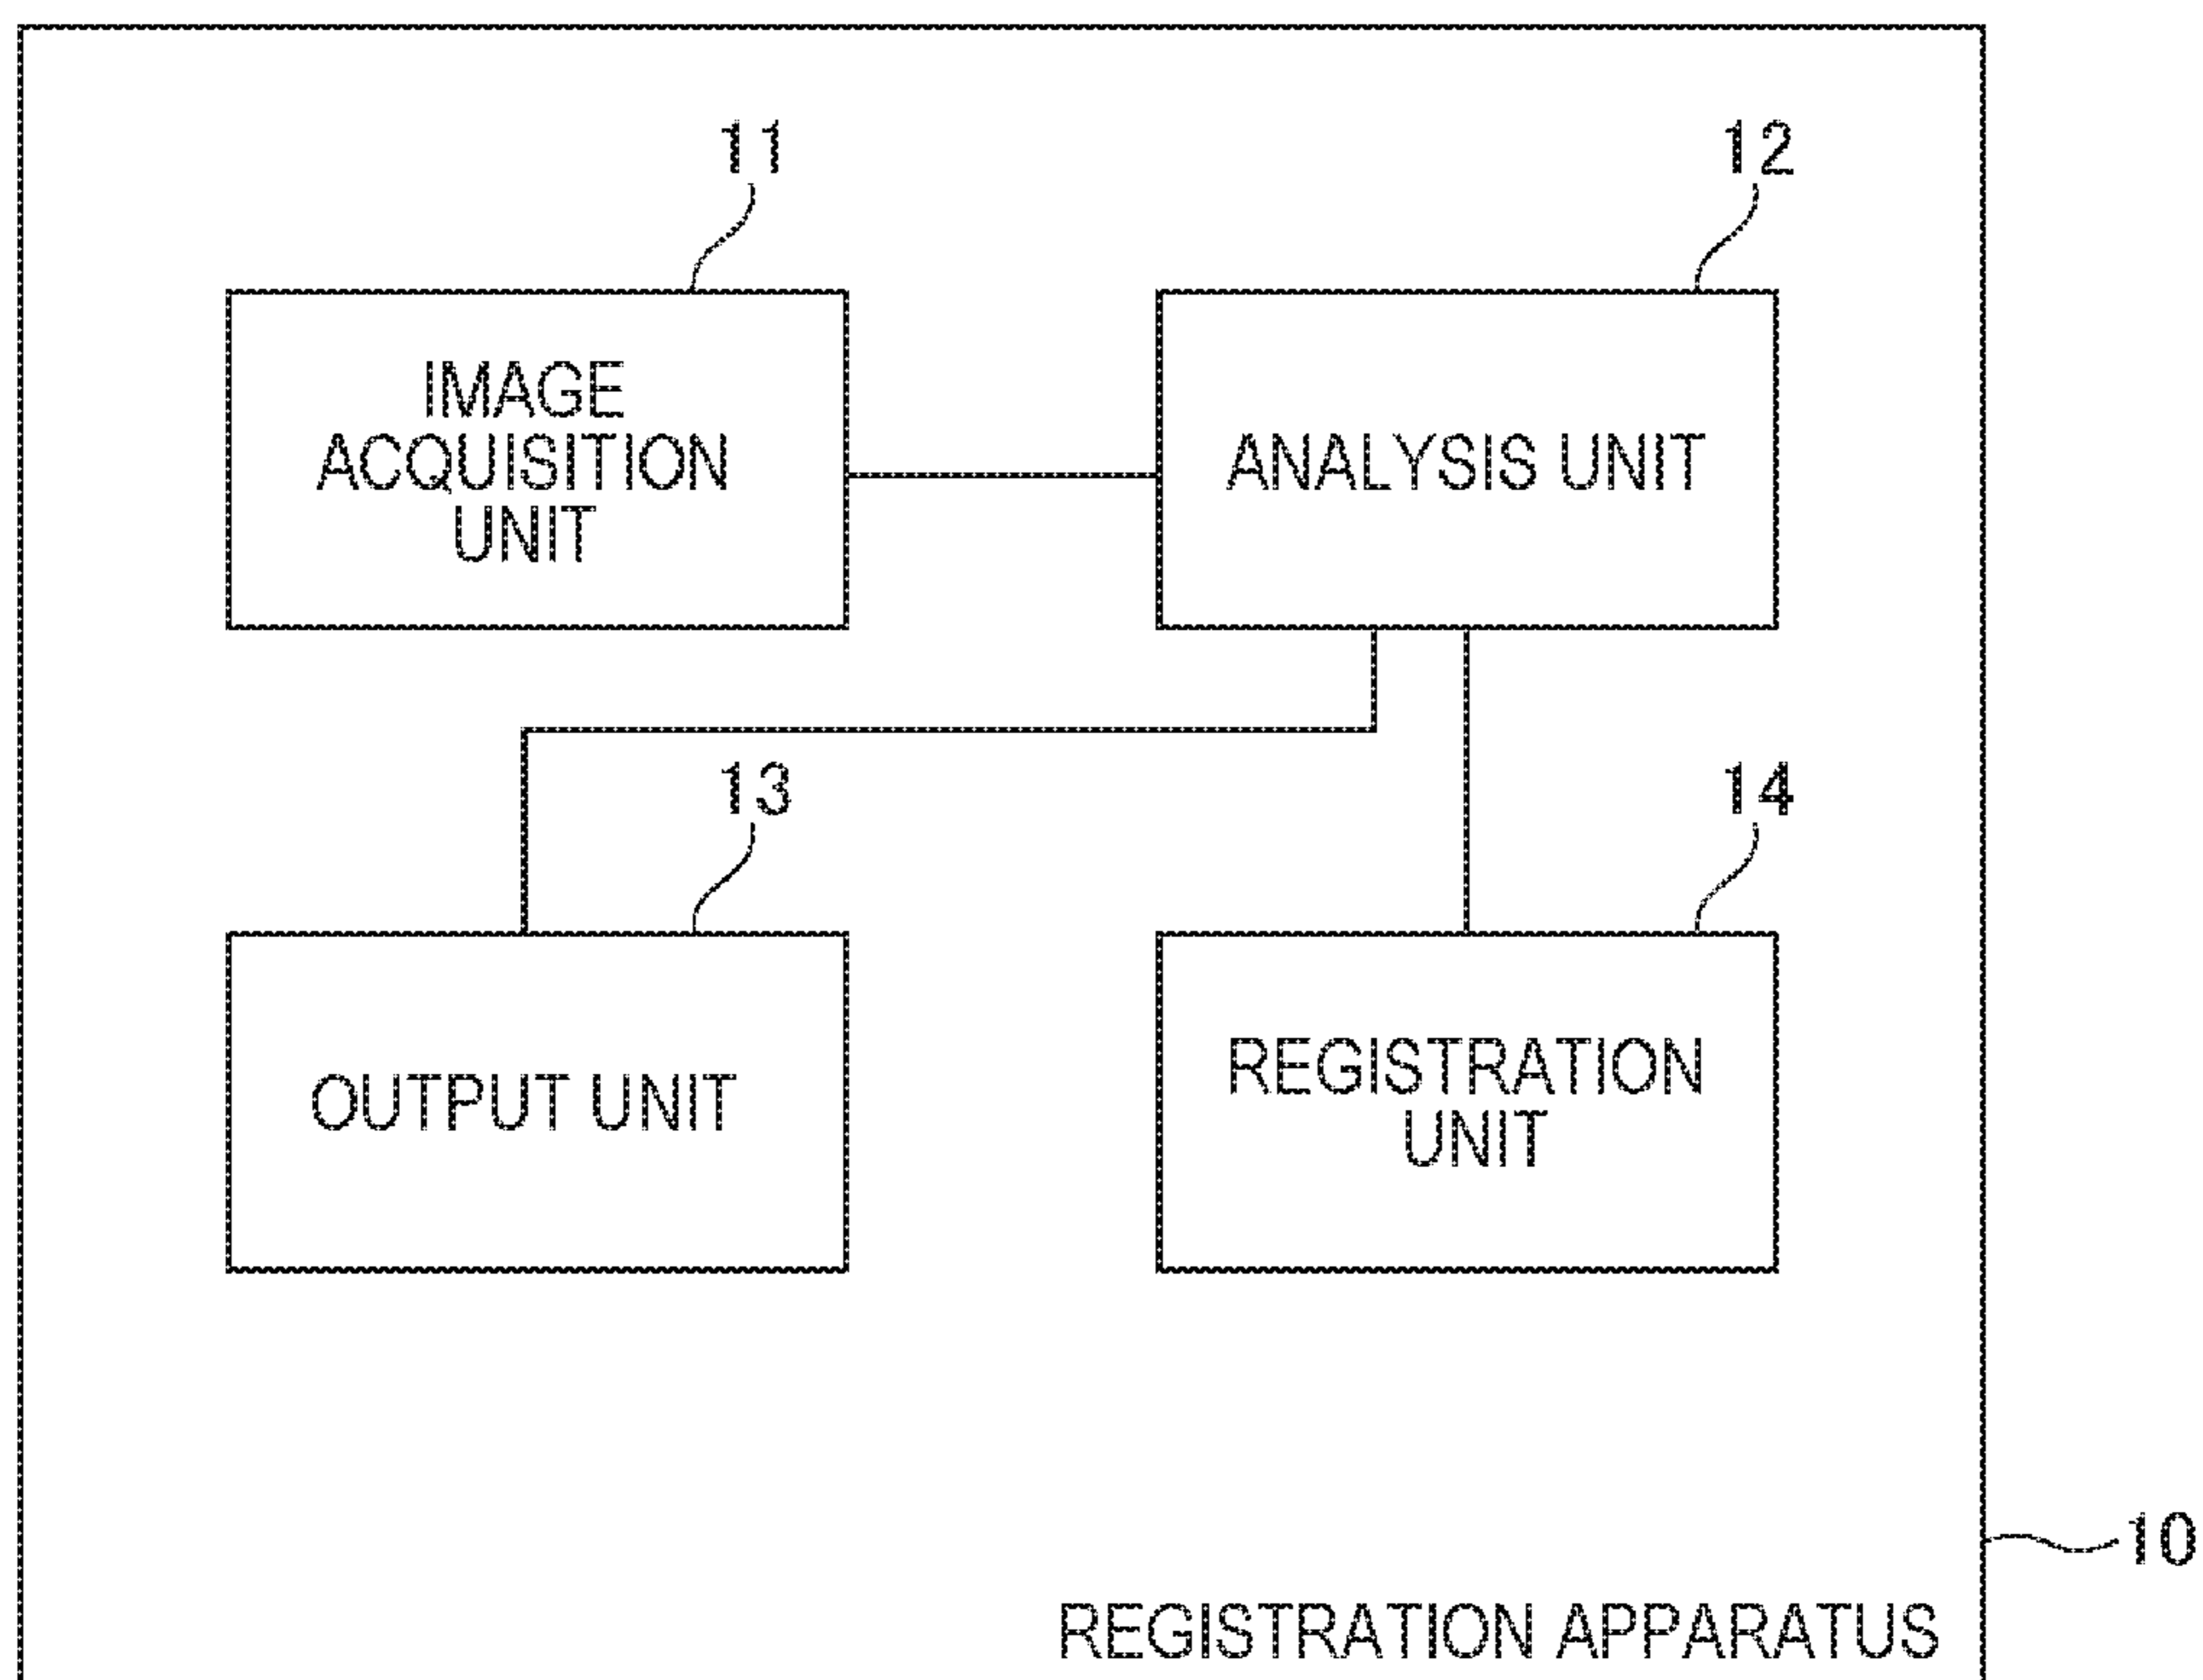 11
12
IMAGE
ACQUISITION
UNIT
ANALYSIS UNIT
13
14
OUTPUT UNIT
REGISTRATION
UNIT
10
REGISTRATION APPARATUS